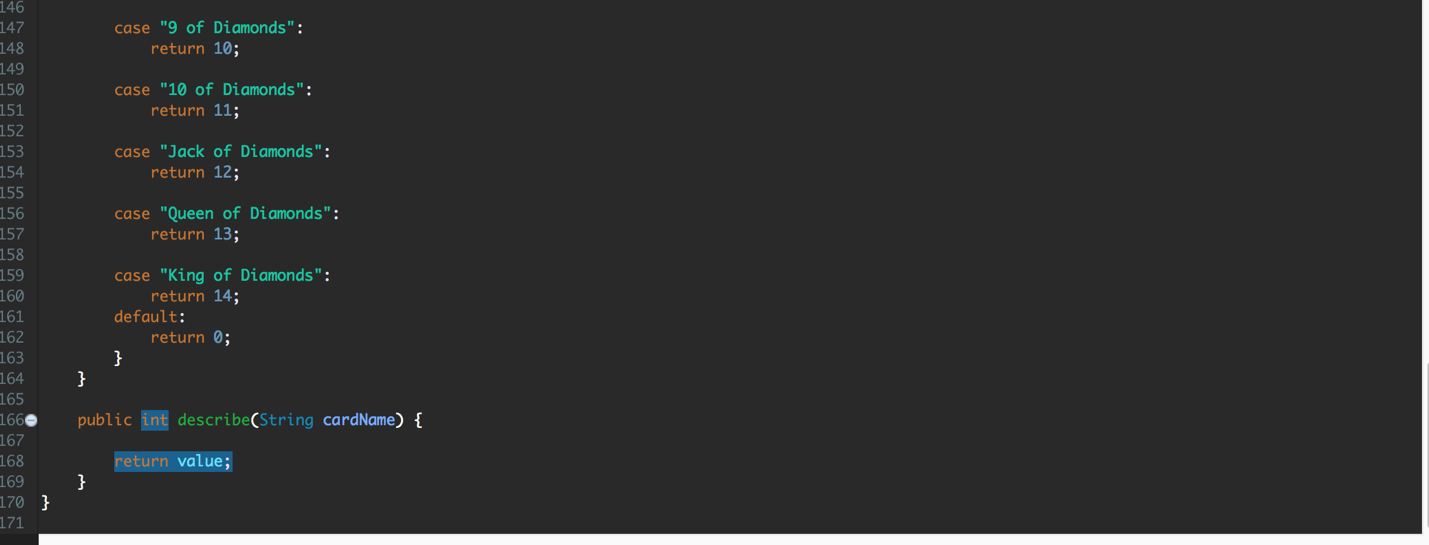 146
147 case "9 of Diamonds":
148 return 10;
149
150 case "10 of Diamonds":
151 return 11;
152
153 case "Jack of Diamonds":
154 return 12;
155
156 case "Queen of Diamonds":
157 return 13;
158
159 case "King of Diamonds":
160 return 14;
161 default:
162 return 0;
163 }
164 }
165
166 public int describe(String cardName) {
167
168 return value;
169 }
170 }
171